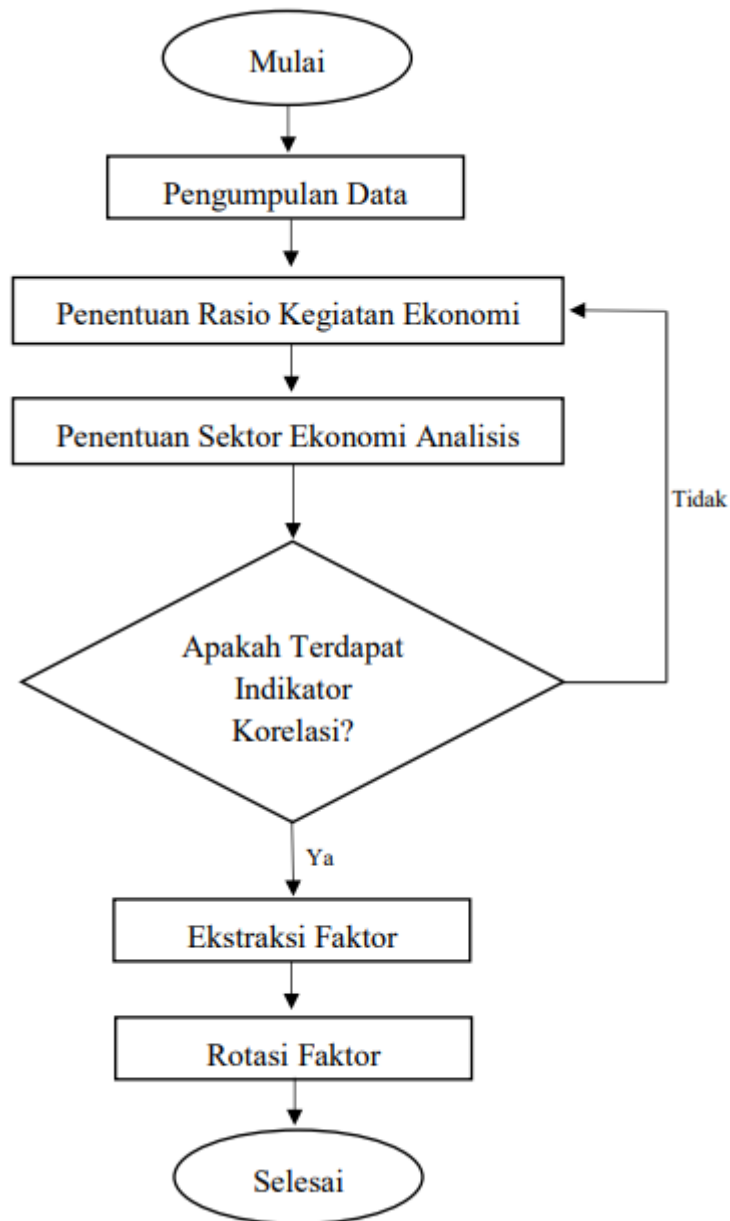 Mulai
Pengumpulan Data
Penentuan Rasio Kegiatan Ekonomi
Penentuan Sektor Ekonomi Analisis
Tidak
Apakah Terdapat
Indikator
Korelasi?
Ya
Ekstraksi Faktor
Rotasi Faktor
Selesai